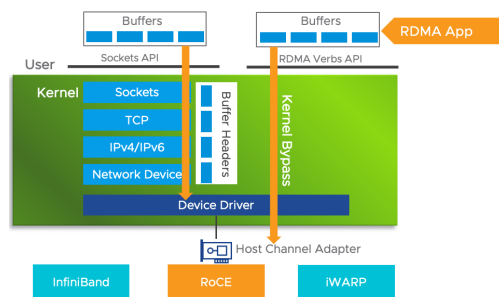 Buffers
Buffers
RDMA App
Sockets API
RDMA Verbs API
User
Kernel
Sockets
TCP
IPv4/IPv6
Network Device
Buffer Headers
Kernel Bypass
Device Driver
Host Channel Adapter
InfiniBand
RoCE
iWARP